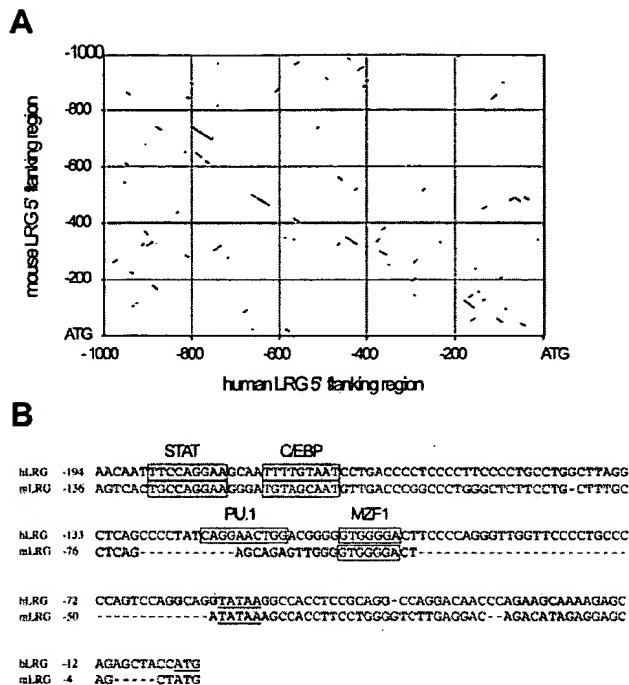 A
-1000
-800
-600
-400
-200
ATG
mouse LRG 5' flanking region
-1000 -800 -600 -400 -200 ATG
human LRG 5' flanking region
B
STAT C/EBP
hLRG -194 AACAATTTCCAGGAAGCAATTTTGTAATCCTGACCCCTCCCCTTCCCCTGCCTGGCTTAGG
mLRG -136 AGTCACTGCCAGGAAGGGATGTAGCAATGTTGACCCGGCCCTGGGCTCTTCCTG-CTTTGC
PU.1 MZF1
hLRG -133 CTCAGCCCCTATCAGGAACTGGACGGGGGTGGGGACTTCCCCAGGGTTGGTTCCCCTGCCC
mLRG -76 CTCAG---------------AGCAGAGTTGGGGTGGGGACT--------------------
hLRG -72 CCAGTCCAGGCAGGTATAAGGCCACCTCCGCAGG-CCAGGACAACCCAGAAGCAAAAGAGC
mLRG -50 -------------ATATAAAGCCACCTTCCTGGGGTCTTGAGGAC--AGACATAGAGGAGC
hLRG -12 AGAGCTACCATG
mLRG -4 AG-----CTATG